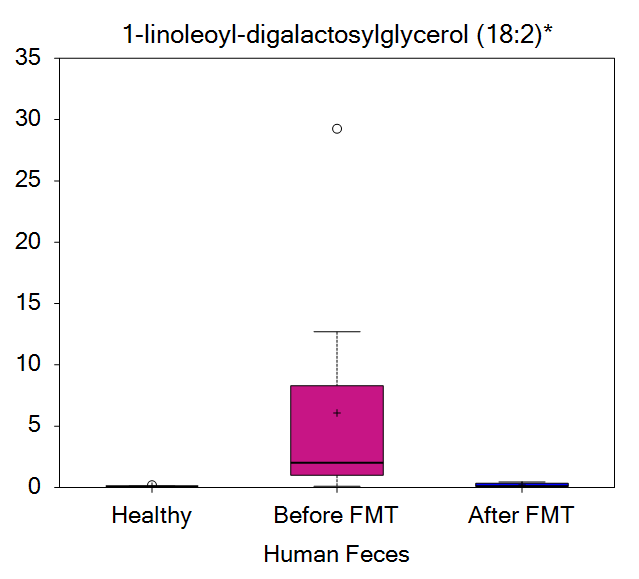 1-linoleoyl-digalactosylglycerol (18:2)*
35
30
25
20
15
10
5
0
Healthy Before FMT After FMT
Human Feces